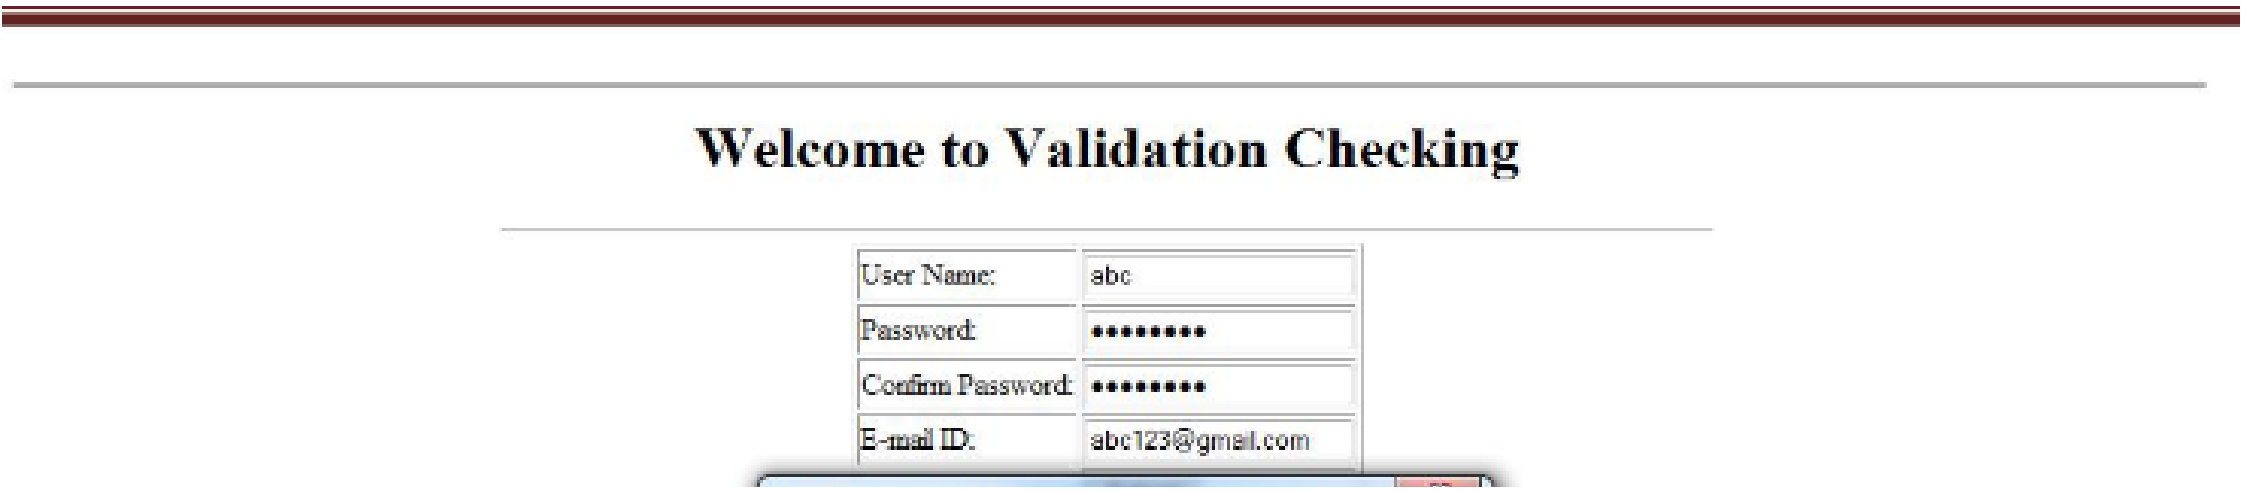 Welcome to Validation Checking
User Name: abc
Password: ••••••••
Confirm Password: ••••••••
E-mail ID: abc123@gmail.com